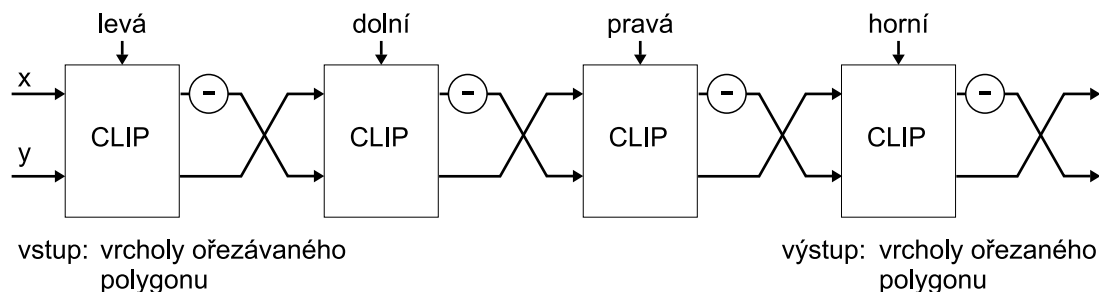 levá
dolní
pravá
horní
x
-
-
-
-
CLIP
CLIP
CLIP
CLIP
y
vstup: vrcholy ořezávaného
polygonu
výstup: vrcholy ořezaného
polygonu